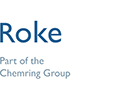 Roke
Part of the
Chemring Group